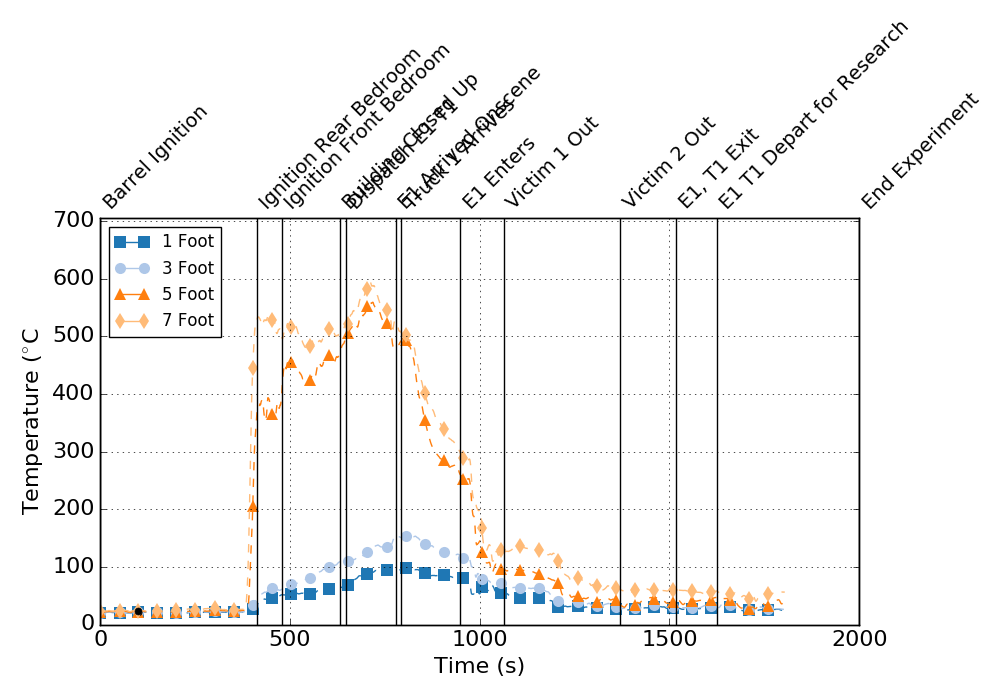 Barrel Ignition
Ignition Rear Bedroom
Ignition Front Bedroom
Building Closed Up
Dispatch E1 T1
E1 Arrived Onscene
Truck 1 Arrives
E1 Enters
Victim 1 Out
Victim 2 Out
E1, T1 Exit
E1 T1 Depart for Research
End Experiment
700
600
500
400
300
200
100
0
Temperature (°C
1 Foot
3 Foot
5 Foot
7 Foot
0 500 1000 1500 2000
Time (s)